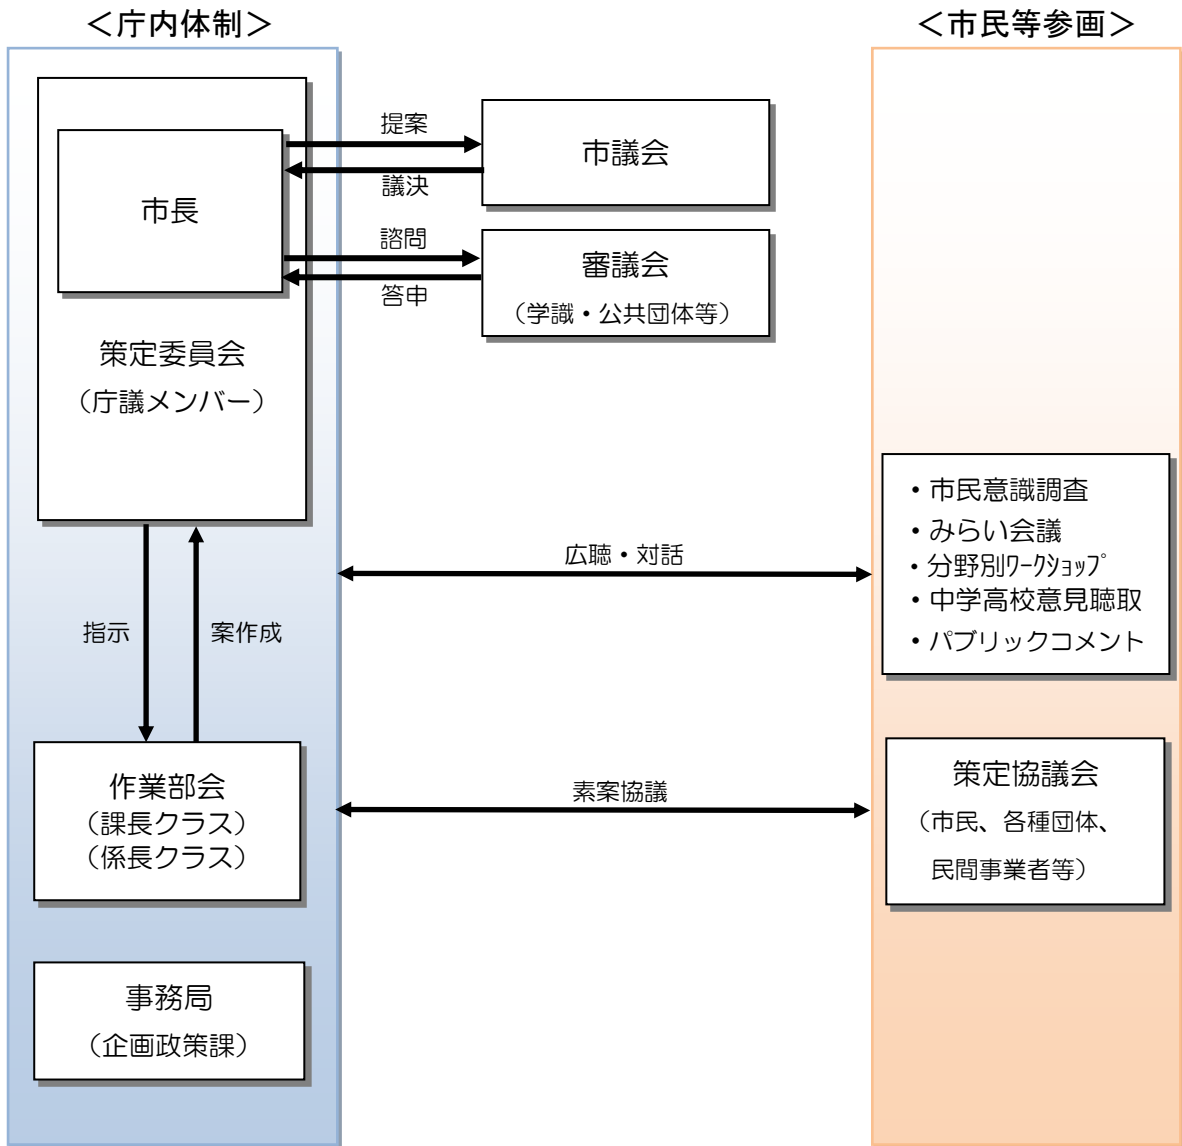 ＜庁内体制＞
＜市民等参画＞
市長
策定委員会
（庁議メンバー）
提案
議決
市議会
諮問
答申
審議会
（学識・公共団体等）
指示
案作成
広聴・対話
・市民意識調査
・みらい会議
・分野別ﾜｰｸｼｮｯﾌﾟ
・中学高校意見聴取
・パブリックコメント
作業部会
（課長クラス）
（係長クラス）
素案協議
策定協議会
（市民、各種団体、
民間事業者等）
事務局
（企画政策課）